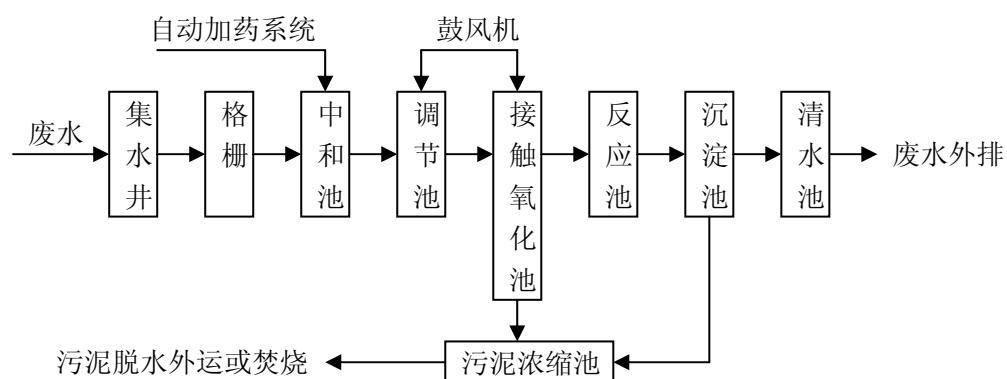 自动加药系统
鼓风机
废水
集水井
格栅
中和池
调节池
接触氧化池
反应池
沉淀池
清水池
废水外排
污泥脱水外运或焚烧
污泥浓缩池